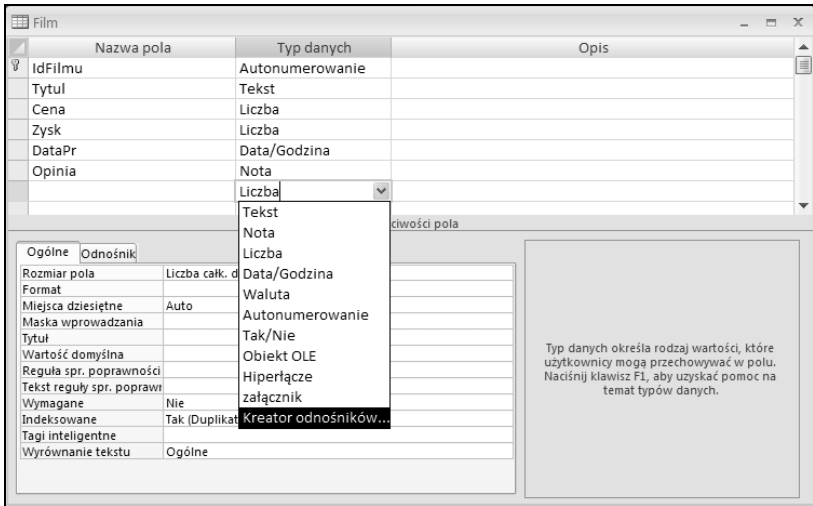 Film
Nazwa pola Typ danych Opis
IdFilmu Autonumerowanie
Tytul Tekst
Cena Liczba
Zysk Liczba
DataPr Data/Godzina
Opinia Nota
Liczba
Tekst
Nota
Liczba
Data/Godzina
Waluta
Autonumerowanie
Tak/Nie
Obiekt OLE
Hiperłącze
załącznik
Kreator odnośników...
ciwości pola
Ogólne Odnośnik
Rozmiar pola Liczba całk. d
Format
Miejsca dziesiętne Auto
Maska wprowadzania
Tytuł
Wartość domyślna
Reguła spr. poprawności
Tekst reguły spr. popraw
Wymagane Nie
Indeksowane Tak (Duplikat
Tagi inteligentne
Wyrównanie tekstu Ogólne
Typ danych określa rodzaj wartości, które
użytkownicy mogą przechowywać w polu.
Naciśnij klawisz F1, aby uzyskać pomoc na
temat typów danych.